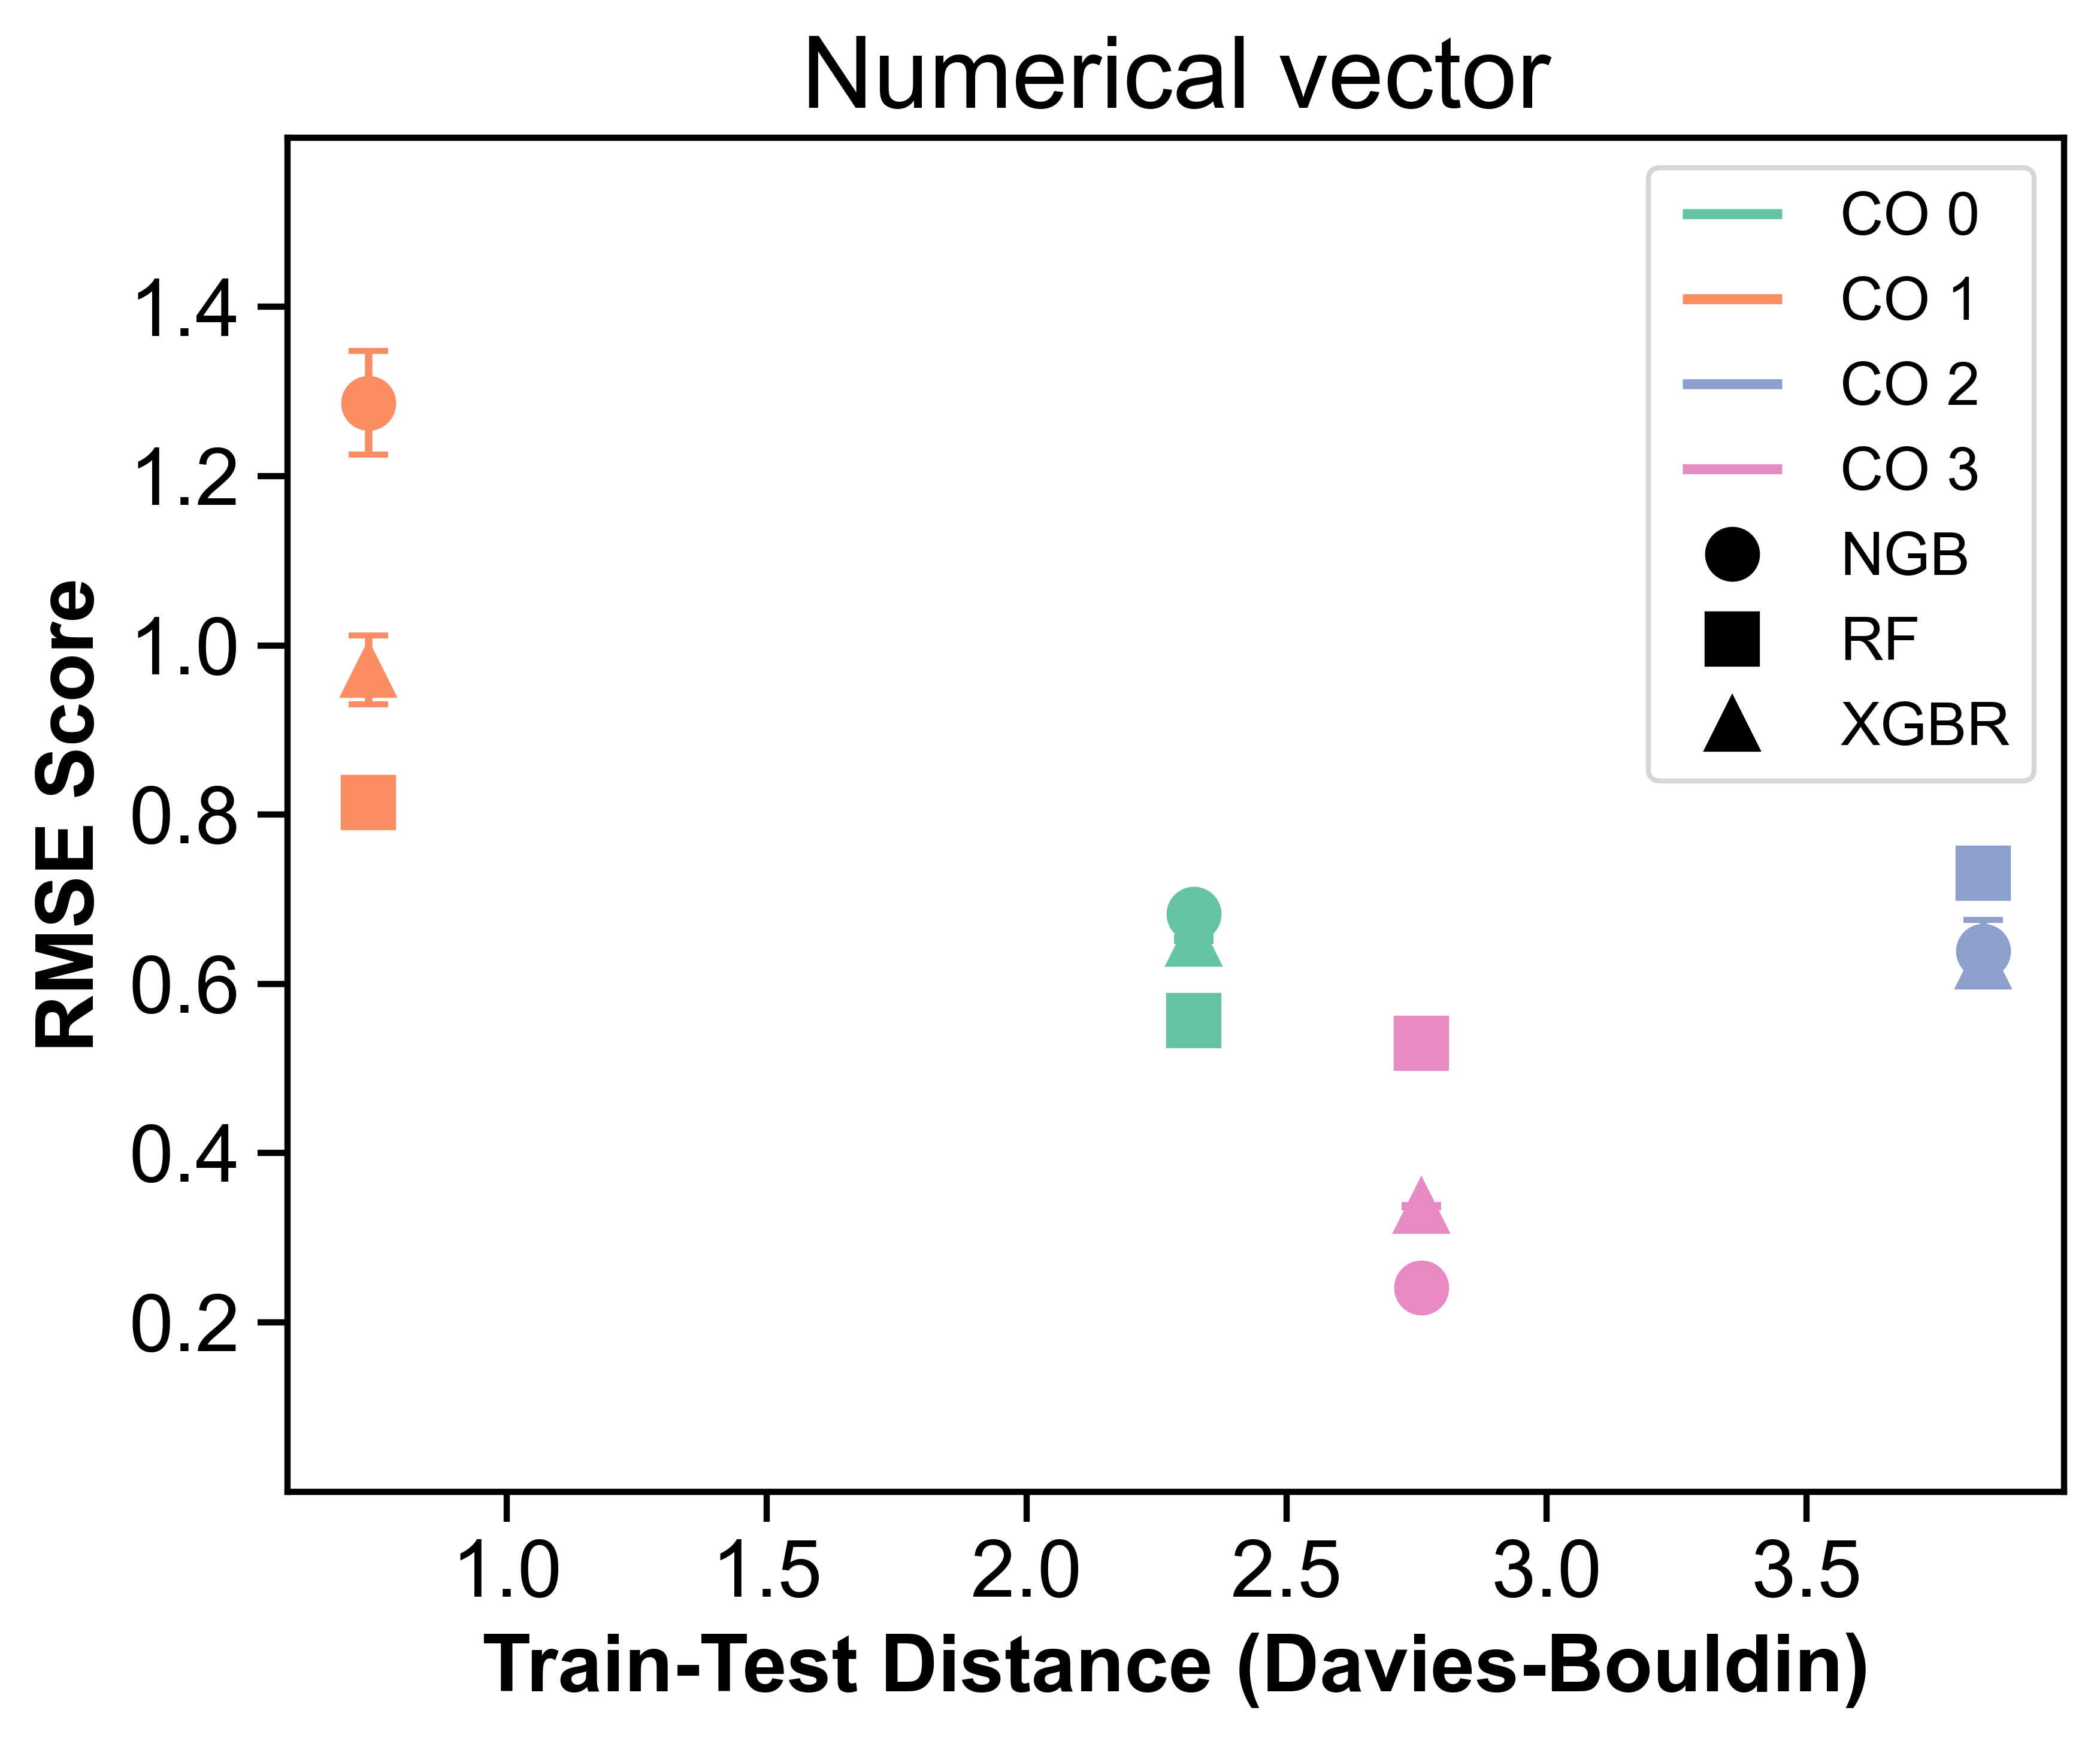 Numerical vector
CO 0
CO 1
CO 2
CO 3
NGB
RF
XGBR
RMSE Score
1.4
1.2
1.0
0.8
0.6
0.4
0.2
1.0 1.5 2.0 2.5 3.0 3.5
Train-Test Distance (Davies-Bouldin)